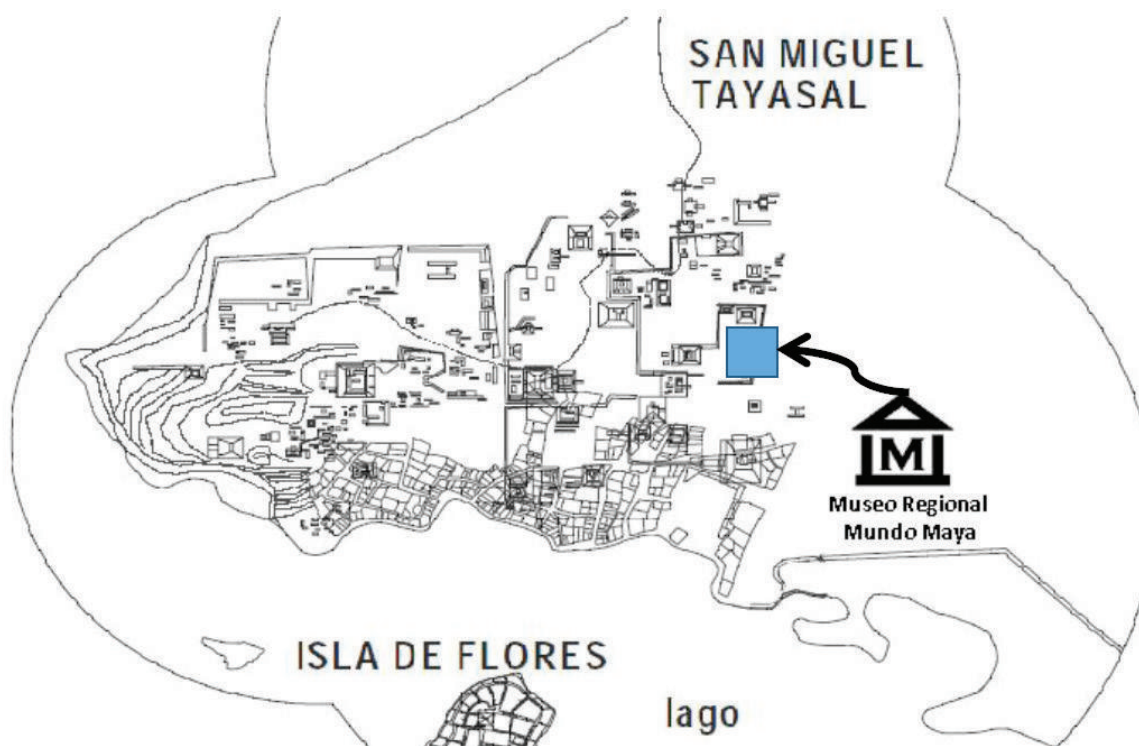 SAN MIGUEL
TAYASAL
M
Museo Regional
Mundo Maya
ISLA DE FLORES
lago